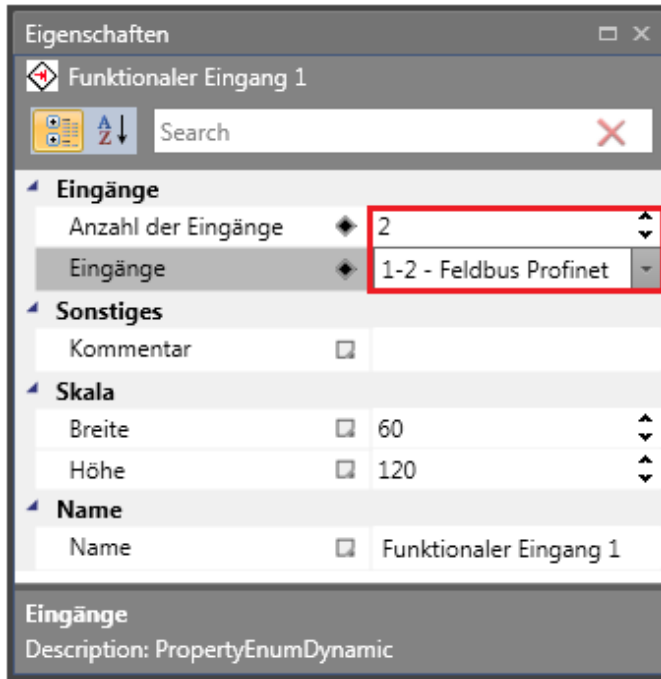 Eigenschaften
Funktionaler Eingang 1
A Z Search
Eingänge
Anzahl der Eingänge 2
Eingänge 1-2 - Feldbus Profinet
Sonstiges
Kommentar
Skala
Breite 60
Höhe 120
Name
Name Funktionaler Eingang 1
Eingänge
Description: PropertyEnumDynamic